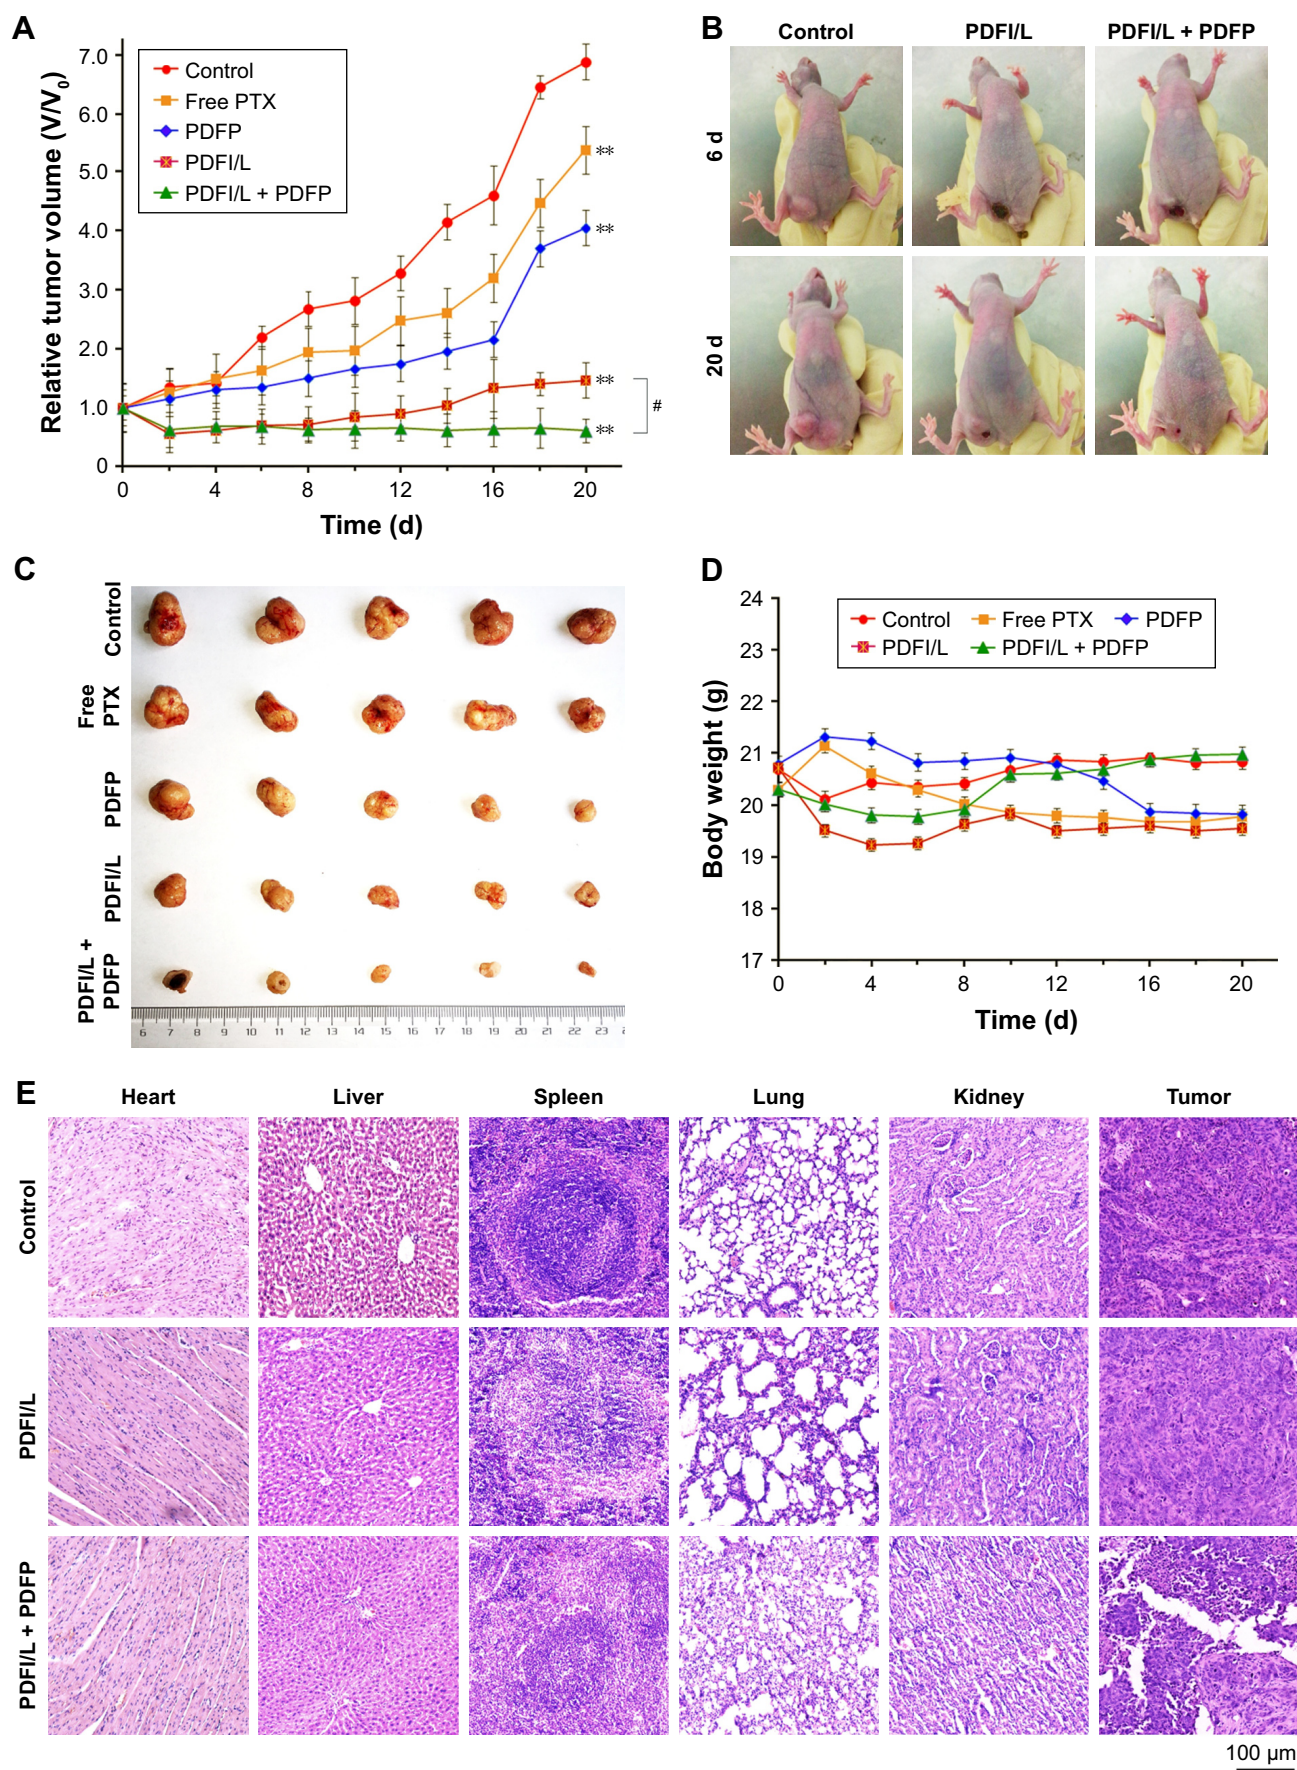 A
Relative tumor volume (V/V0)
7.0
6.0
5.0
4.0
3.0
2.0
1.0
0
Control
Free PTX
PDFP
PDFI/L
PDFI/L + PDFP
**
**
**
**
#
0 4 8 12 16 20
Time (d)
B
Control PDFI/L PDFI/L + PDFP
6 d
20 d
C
Control
Free
PTX
PDFP
PDFI/L
PDFI/L +
PDFP
6 7 8 9 10 11 12 13 14 15 16 17 18 19 20 21 22 23
D
Body weight (g)
24
23
22
21
20
19
18
17
Control Free PTX PDFP
PDFI/L PDFI/L + PDFP
0 4 8 12 16 20
Time (d)
E
Heart Liver Spleen Lung Kidney Tumor
Control
PDFI/L
PDFI/L + PDFP
100 µm